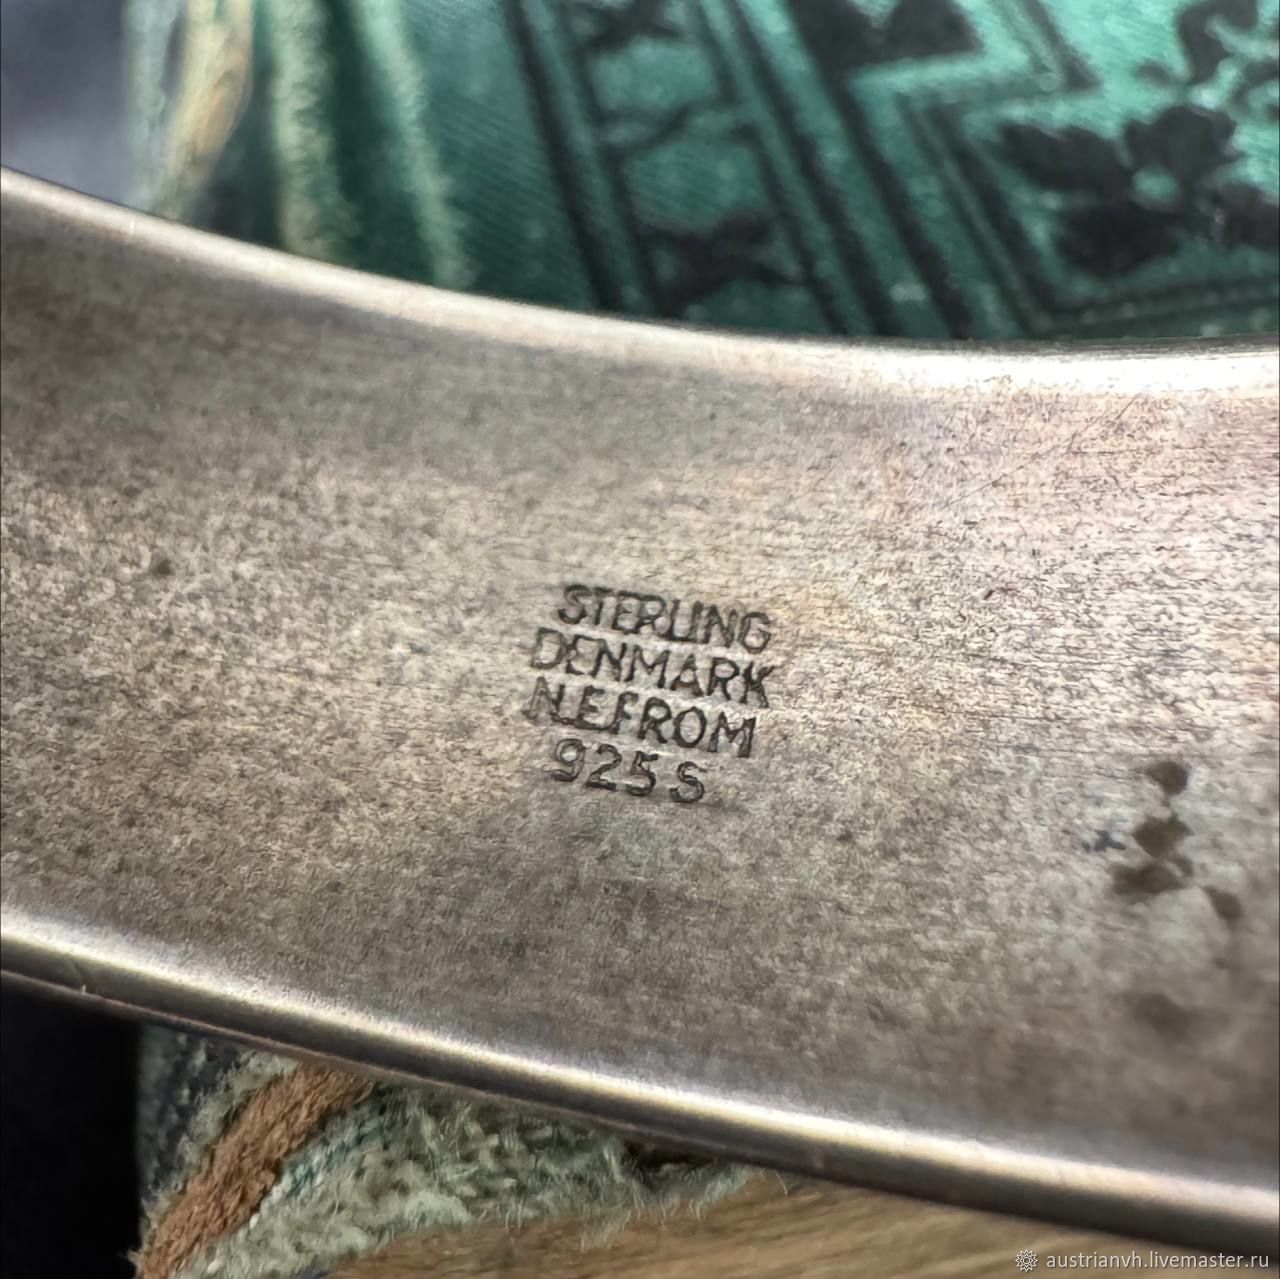 STERLING
DENMARK
N.E.FROM
925 S
austrianvh.livemaster.ru